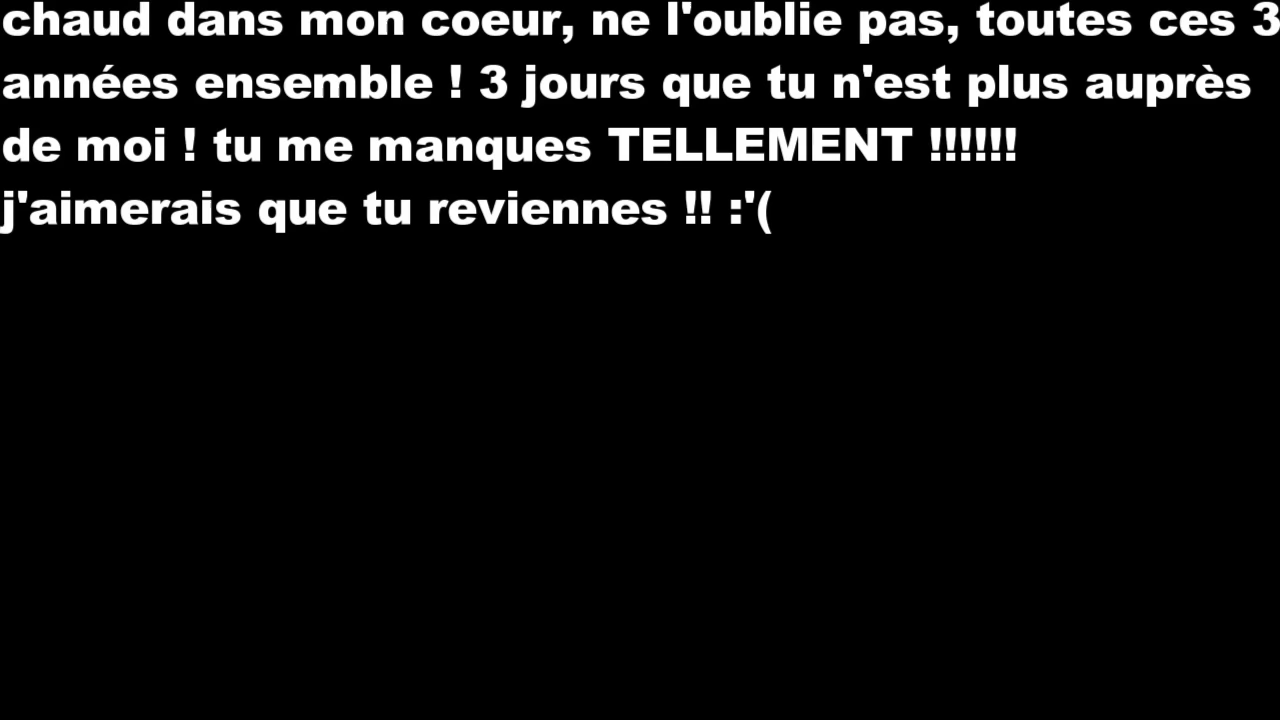 chaud dans mon coeur, ne l'oublie pas, toutes ces 3
années ensemble ! 3 jours que tu n'est plus auprès
de moi ! tu me manques TELLEMENT !!!!!!
j'aimerais que tu reviennes !! :'(